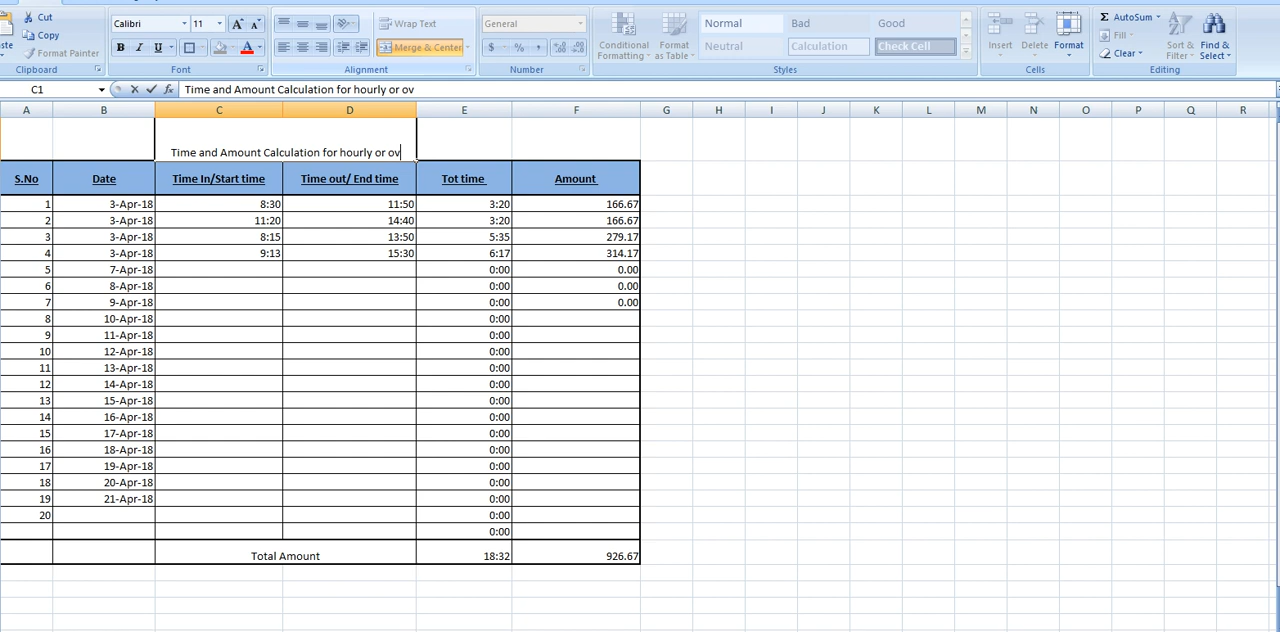 Cut
Calibri 11 A A Wrap Text General Normal Bad Good AutoSum
Copy Fill
ste Format Painter B I U A Merge & Center $ % , Conditional Formatting Format as Table Neutral Calculation Check Cell Insert Delete Format Clear Sort & Filter Find & Select
Clipboard Font Alignment Number Styles Cells Editing
C1 fx Time and Amount Calculation for hourly or ov
A B C D E F G H I J K L M N O P Q R
Time and Amount Calculation for hourly or ov
S.No Date Time In/Start time Time out/ End time Tot time Amount
1 3-Apr-18 8:30 11:50 3:20 166.67
2 3-Apr-18 11:20 14:40 3:20 166.67
3 3-Apr-18 8:15 13:50 5:35 279.17
4 3-Apr-18 9:13 15:30 6:17 314.17
5 7-Apr-18 0:00 0.00
6 8-Apr-18 0:00 0.00
7 9-Apr-18 0:00 0.00
8 10-Apr-18 0:00
9 11-Apr-18 0:00
10 12-Apr-18 0:00
11 13-Apr-18 0:00
12 14-Apr-18 0:00
13 15-Apr-18 0:00
14 16-Apr-18 0:00
15 17-Apr-18 0:00
16 18-Apr-18 0:00
17 19-Apr-18 0:00
18 20-Apr-18 0:00
19 21-Apr-18 0:00
20 0:00
0:00
Total Amount 18:32 926.67